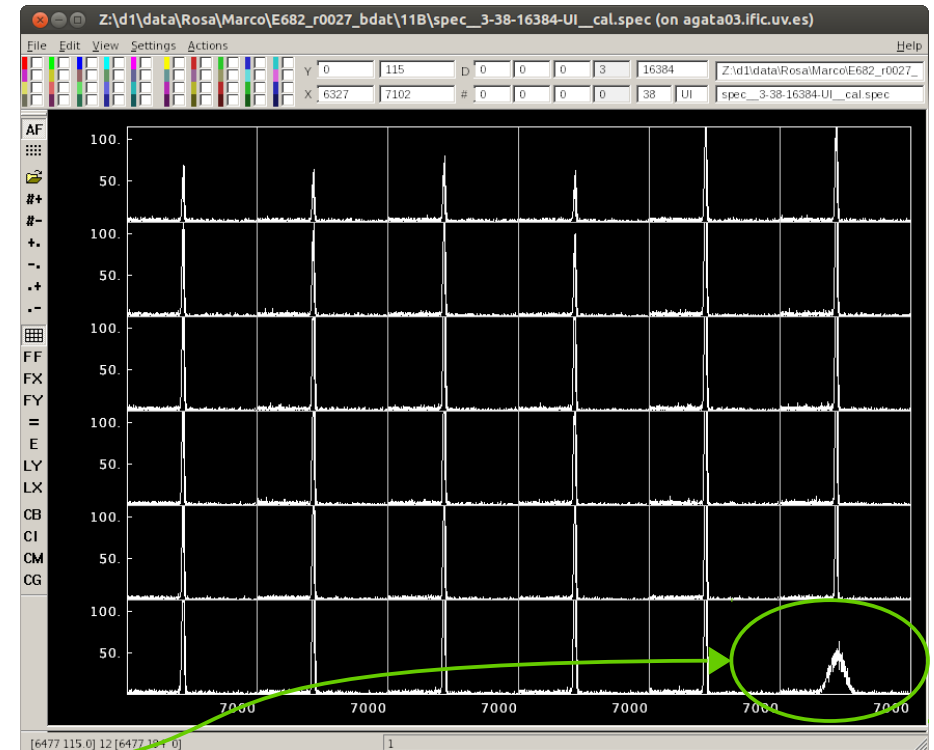 Z:\d1\data\Rosa\Marco\E682_r0027_bdat\11B\spec__3-38-16384-UI__cal.spec (on agata03.ific.uv.es)
File Edit View Settings Actions Help
Y 0 115 D 0 0 0 3 16384 Z:\d1\data\Rosa\Marco\E682_r0027_
X 6327 7102 # 0 0 0 0 38 UI spec__3-38-16384-UI__cal.spec
AF
#+
#-
+.
-.
.+
.-
FF
FX
FY
=
E
LY
LX
CB
CI
CM
CG
100.
50.
100.
50.
100.
50.
100.
50.
100.
50.
100.
50.
7000 7000 7000 7000 7000 7000
[6477 115.0] 12 [6477 0] 1